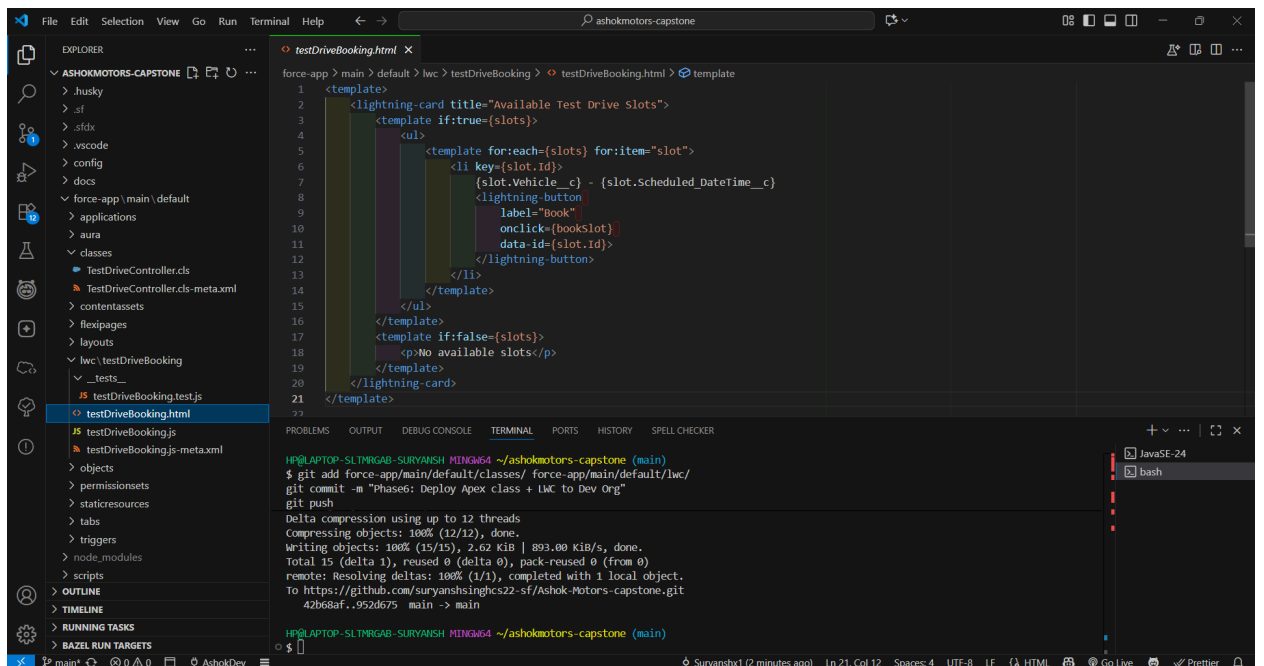 File Edit Selection View Go Run Terminal Help
ashokmotors-capstone
EXPLORER
testDriveBooking.html
ASHOKMOTORS-CAPSTONE
.husky
.sf
.sfdx
.vscode
config
docs
force-app\main\default
applications
aura
classes
TestDriveController.cls
TestDriveController.cls-meta.xml
contentassets
flexipages
layouts
lwc\testDriveBooking
__tests__
JS testDriveBooking.test.js
testDriveBooking.html
JS testDriveBooking.js
testDriveBooking.js-meta.xml
objects
permissionsets
staticresources
tabs
triggers
node_modules
scripts
OUTLINE
TIMELINE
RUNNING TASKS
BAZEL RUN TARGETS
1
12
force-app > main > default > lwc > testDriveBooking > testDriveBooking.html > template
1 <template>
2 <lightning-card title="Available Test Drive Slots">
3 <template if:true={slots}>
4 <ul>
5 <template for:each={slots} for:item="slot">
6 <li key={slot.Id}>
7 {slot.Vehicle__c} - {slot.Scheduled_DateTime__c}
8 <lightning-button
9 label="Book"
10 onclick={bookSlot}
11 data-id={slot.Id}>
12 </lightning-button>
13 </li>
14 </template>
15 </ul>
16 </template>
17 <template if:false={slots}>
18 <p>No available slots</p>
19 </template>
20 </lightning-card>
21 </template>
22
PROBLEMS OUTPUT DEBUG CONSOLE TERMINAL PORTS HISTORY SPELL CHECKER
HP@LAPTOP-SLTMRGAB-SURYANSH MINGW64 ~/ashokmotors-capstone (main)
$ git add force-app/main/default/classes/ force-app/main/default/lwc/
git commit -m "Phase6: Deploy Apex class + LWC to Dev Org"
git push
Delta compression using up to 12 threads
Compressing objects: 100% (12/12), done.
Writing objects: 100% (15/15), 2.62 KiB | 893.00 KiB/s, done.
Total 15 (delta 1), reused 0 (delta 0), pack-reused 0 (from 0)
remote: Resolving deltas: 100% (1/1), completed with 1 local object.
To https://github.com/suryanshsinghcs22-sf/Ashok-Motors-capstone.git
42b68af..952d675 main -> main
HP@LAPTOP-SLTMRGAB-SURYANSH MINGW64 ~/ashokmotors-capstone (main)
$
JavaSE-24
bash
main* 0 0 AshokDev Suryanshx1 (2 minutes ago) Ln 21, Col 12 Spaces: 4 UTF-8 LF HTML Go Live Prettier